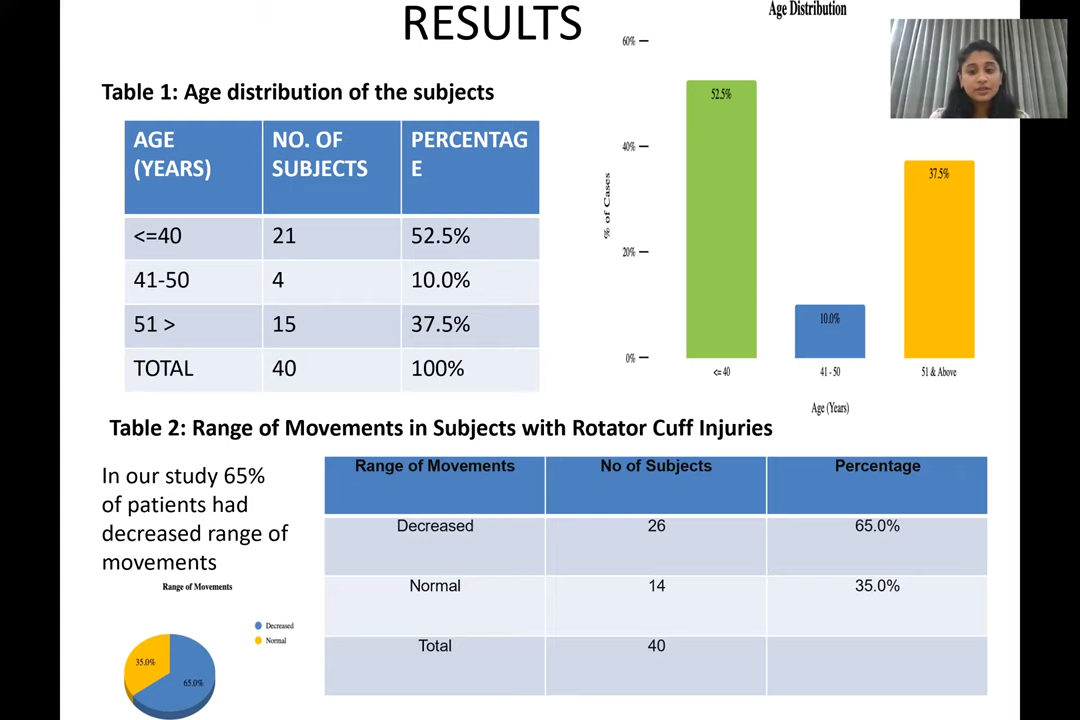 RESULTS
Table 1: Age distribution of the subjects
AGE (YEARS) NO. OF SUBJECTS PERCENTAG E
<=40 21 52.5%
41-50 4 10.0%
51 > 15 37.5%
TOTAL 40 100%
Age Distribution
60%
40%
20%
0%
% of Cases
52.5%
10.0%
37.5%
<= 40 41 - 50 51 & Above
Age (Years)
Table 2: Range of Movements in Subjects with Rotator Cuff Injuries
In our study 65%
of patients had
decreased range of
movements
Range of Movements
Decreased
Normal
35.0%
65.0%
Range of Movements No of Subjects Percentage
Decreased 26 65.0%
Normal 14 35.0%
Total 40